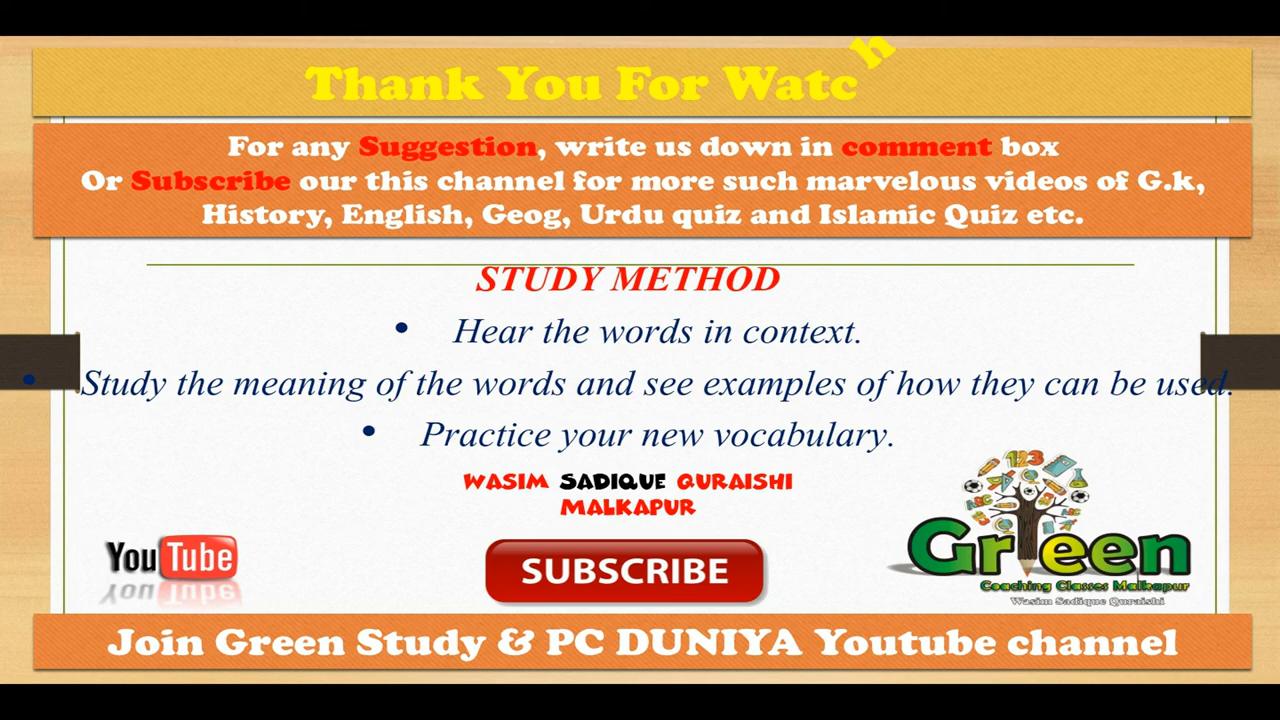 Thank You For Watch
For any Suggestion, write us down in comment box
Or Subscribe our this channel for more such marvelous videos of G.k,
History, English, Geog, Urdu quiz and Islamic Quiz etc.
STUDY METHOD
• Hear the words in context.
• Study the meaning of the words and see examples of how they can be used.
• Practice your new vocabulary.
WASIM SADIQUE QURAISHI
MALKAPUR
123
ABC
ABC
Green
Coaching Classes Malkapur
Wasim Sadique Quraishi
YouTube
SUBSCRIBE
Join Green Study & PC DUNIYA Youtube channel